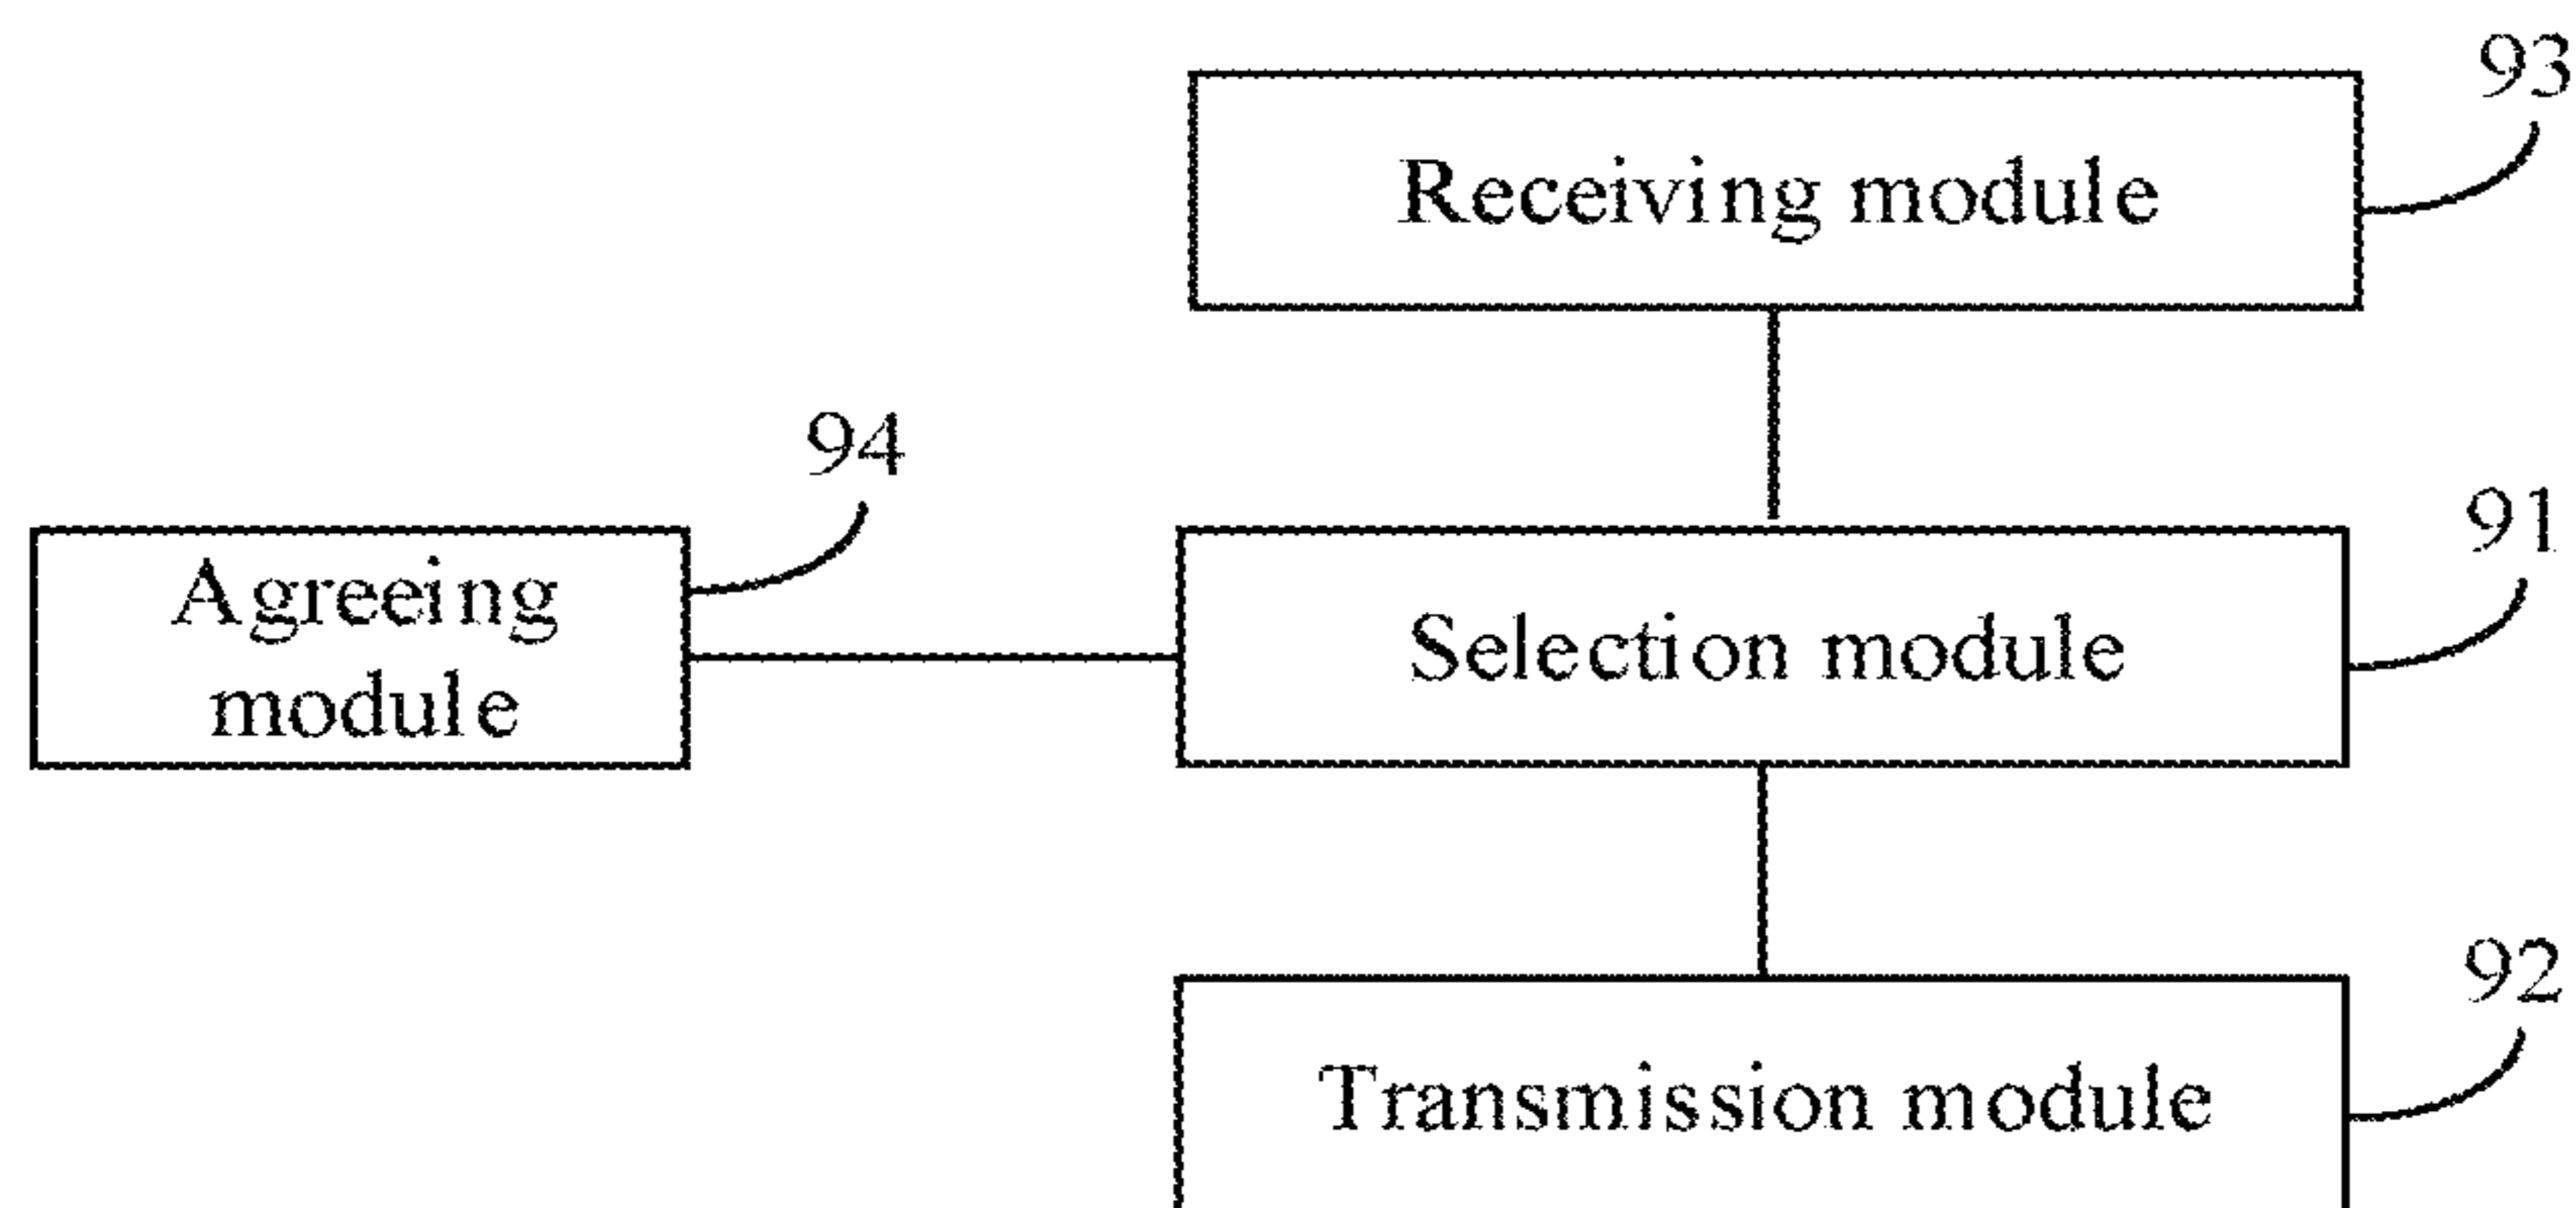 93
Receiving module
94
91
Agreeing
module
Selection module
92
Transmission module